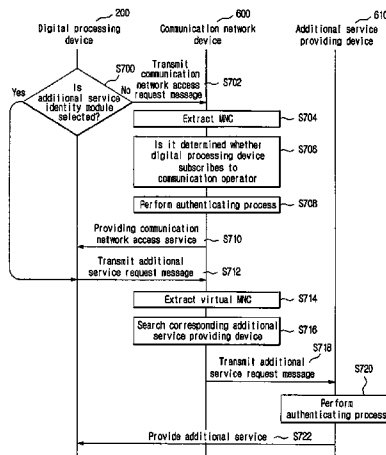 200
600
610
Digital processing
device
Communication network
device
Additional service
providing device
S700
Is
additional service
identity module
selected?
Yes
No
Transmit
communication
network access
request message
S702
Extract MNC
S704
Is it determined whether
digital processing device
subscribes to
communication operator
S706
Perform authenticating process
S708
Providing communication
network access service
S710
Transmit additional
service request message
S712
Extract virtual MNC
S714
Search corresponding additional
service providing device
S716
S718
Transmit additional
service request message
S720
Perform
authenticating process
Provide additional service
S722